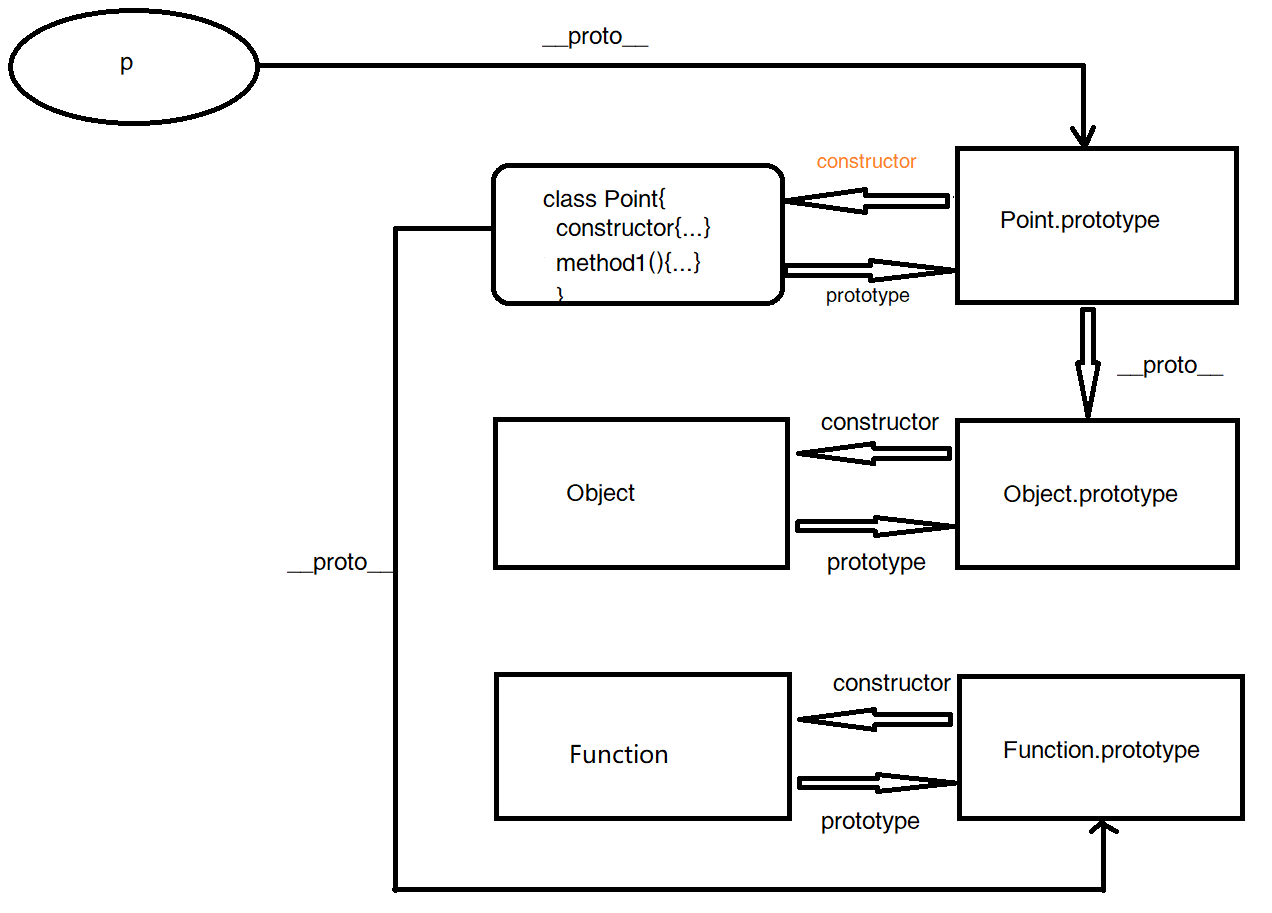 __proto__
p
constructor
class Point{
constructor{...}
method1(){...}
}
Point.prototype
prototype
__proto__
constructor
Object
Object.prototype
prototype
__proto__
constructor
Function
Function.prototype
prototype